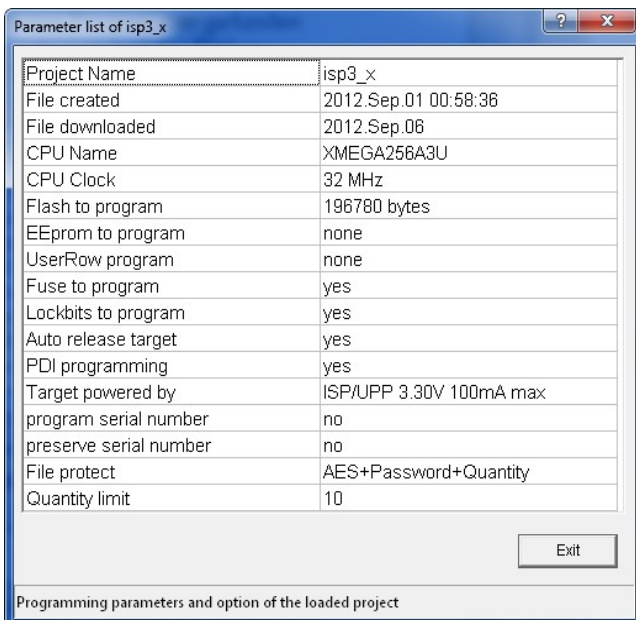 Parameter list of isp3_x
? X
Project Name isp3_x
File created 2012.Sep.01 00:58:36
File downloaded 2012.Sep.06
CPU Name XMEGA256A3U
CPU Clock 32 MHz
Flash to program 196780 bytes
EEprom to program none
UserRow program none
Fuse to program yes
Lockbits to program yes
Auto release target yes
PDI programming yes
Target powered by ISP/UPP 3.30V 100mA max
program serial number no
preserve serial number no
File protect AES+Password+Quantity
Quantity limit 10
Exit
Programming parameters and option of the loaded project